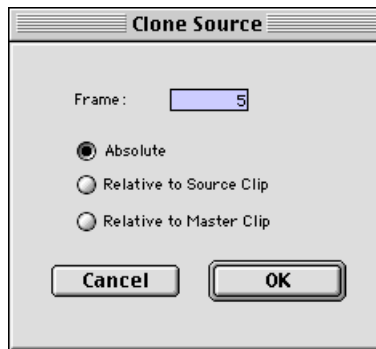 Clone Source
Frame: 5
Absolute
Relative to Source Clip
Relative to Master Clip
Cancel OK